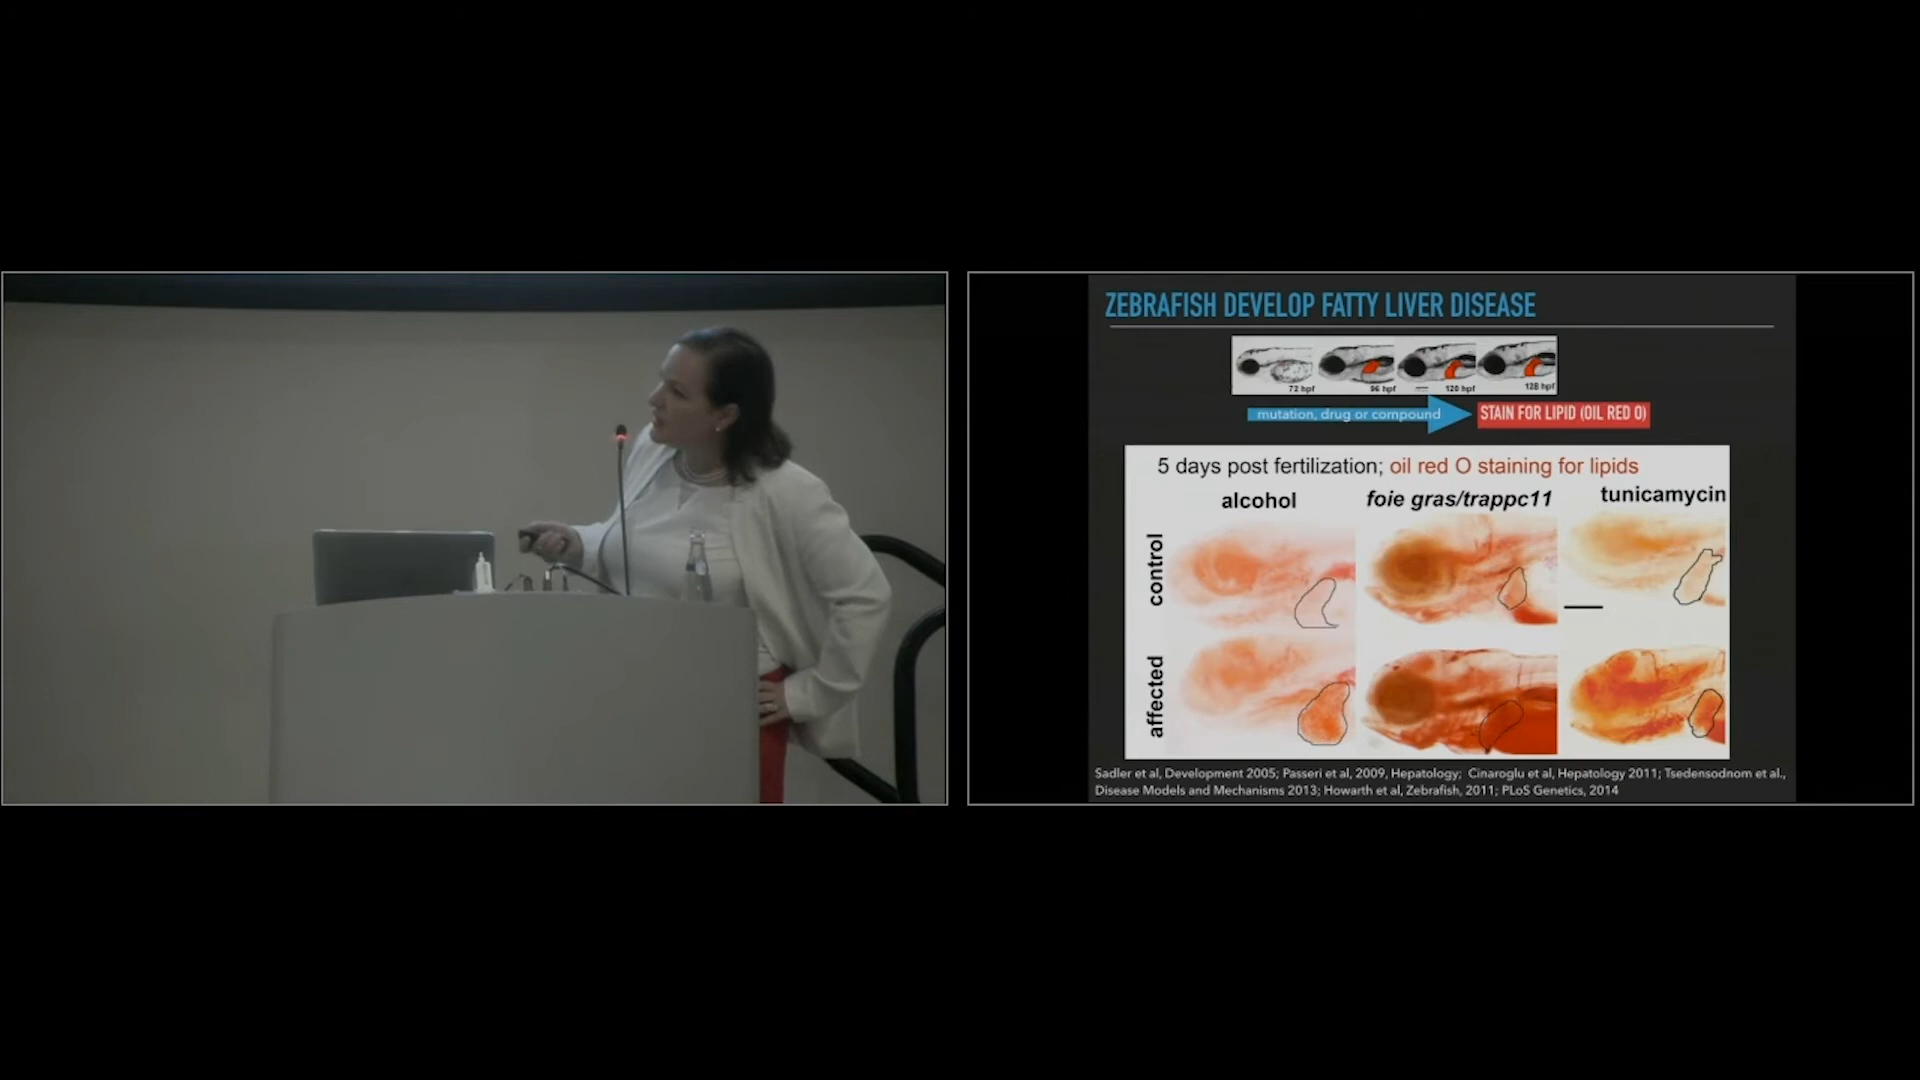 ZEBRAFISH DEVELOP FATTY LIVER DISEASE
72 hpf 96 hpf 120 hpf 128 hpf
mutation, drug or compound STAIN FOR LIPID (OIL RED O)
5 days post fertilization; oil red O staining for lipids
alcohol foie gras/trappc11 tunicamycin
control
affected
Sadler et al, Development 2005; Passeri et al, 2009, Hepatology; Cinaroglu et al, Hepatology 2011; Tsedensodnom et al.,
Disease Models and Mechanisms 2013; Howarth et al, Zebrafish, 2011; PLoS Genetics, 2014